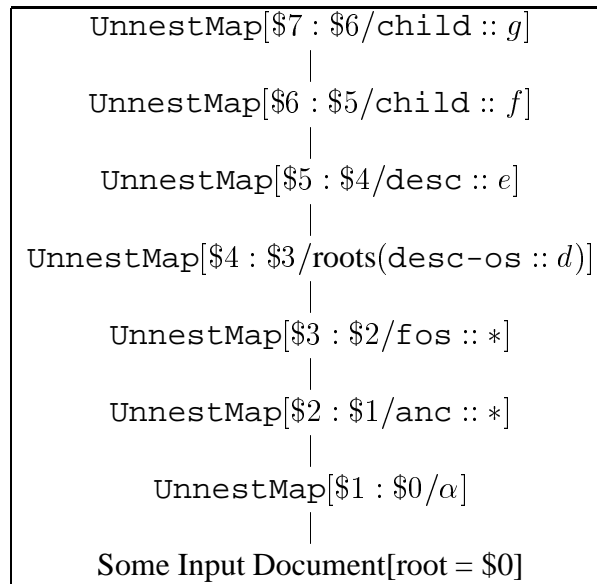 UnnestMap[$7 : $6/child :: g]
UnnestMap[$6 : $5/child :: f]
UnnestMap[$5 : $4/desc :: e]
UnnestMap[$4 : $3/roots(desc-os :: d)]
UnnestMap[$3 : $2/fos :: *]
UnnestMap[$2 : $1/anc :: *]
UnnestMap[$1 : $0/α]
Some Input Document[root = $0]